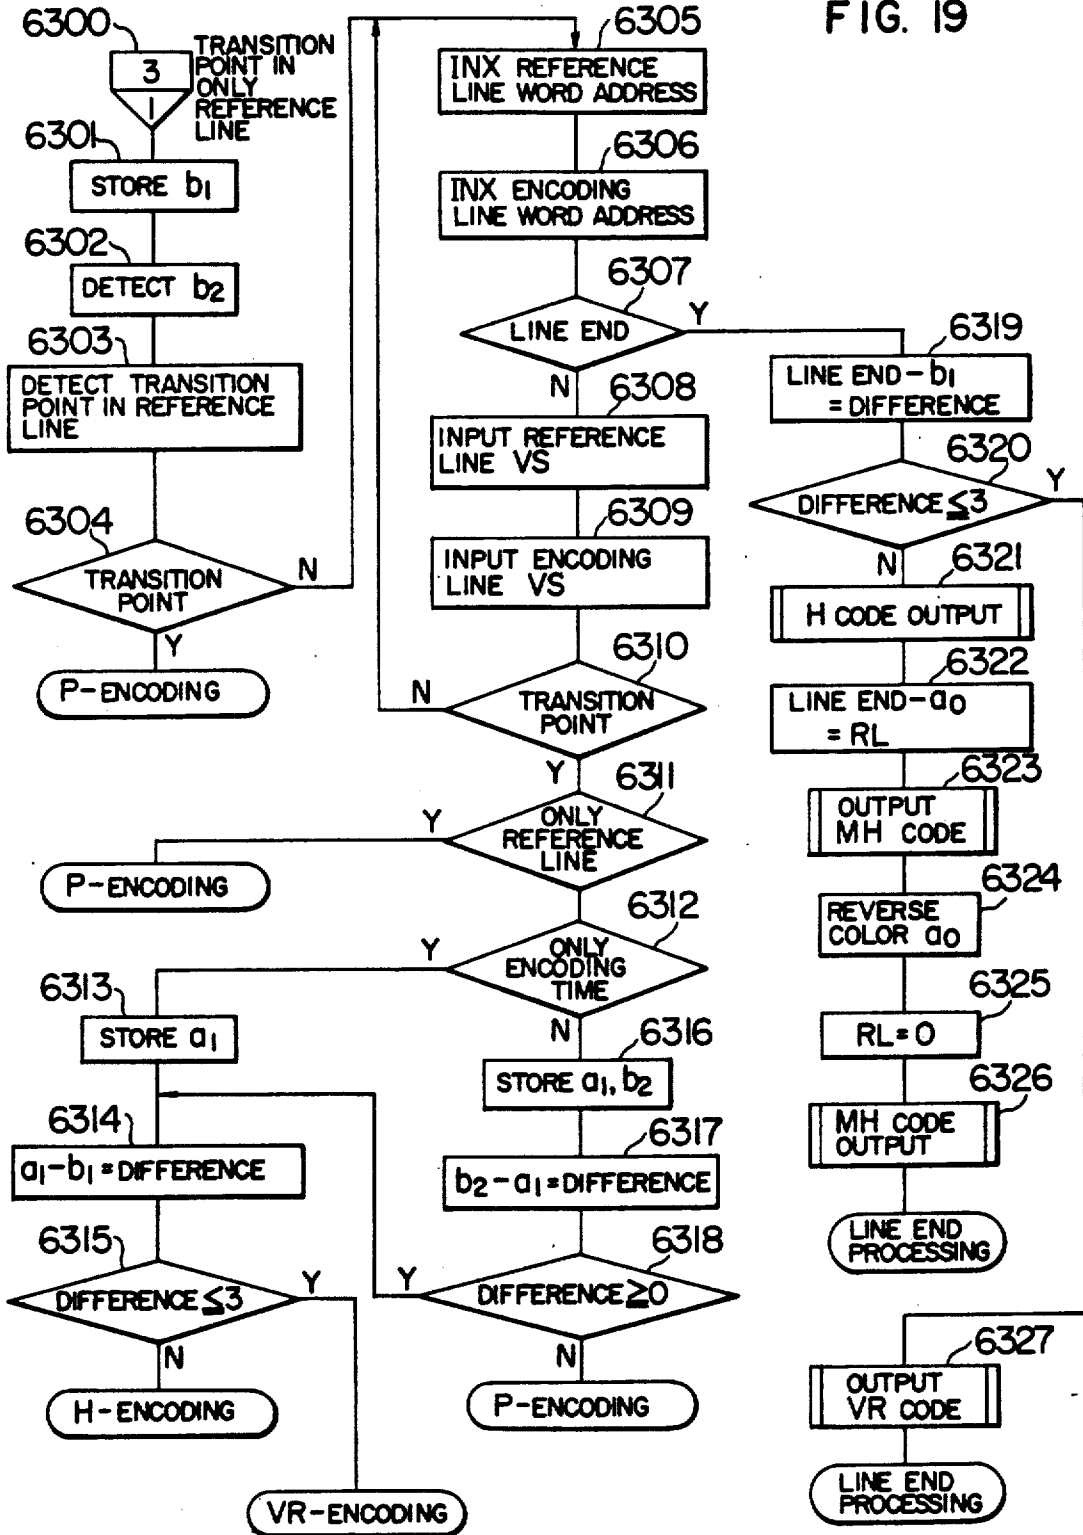 FIG. 19
6300
3
1
TRANSITION
POINT IN
ONLY
REFERENCE
LINE
6301
STORE b1
6302
DETECT b2
6303
DETECT TRANSITION
POINT IN REFERENCE
LINE
6304
TRANSITION
POINT
N
Y
P-ENCODING
6305
INX REFERENCE
LINE WORD ADDRESS
6306
INX ENCODING
LINE WORD ADDRESS
6307
LINE END
Y
N
6308
INPUT REFERENCE
LINE VS
6309
INPUT ENCODING
LINE VS
6310
TRANSITION
POINT
N
Y
6311
ONLY
REFERENCE
LINE
Y
P-ENCODING
6312
ONLY
ENCODING
TIME
Y
N
6313
STORE a1
6314
a1-b1=DIFFERENCE
6315
DIFFERENCE≤3
Y
N
H-ENCODING
VR-ENCODING
6316
STORE a1, b2
6317
b2-a1=DIFFERENCE
6318
DIFFERENCE≥0
Y
N
P-ENCODING
6319
LINE END-b1
=DIFFERENCE
6320
DIFFERENCE≤3
Y
N
6321
H CODE OUTPUT
6322
LINE END-a0
=RL
6323
OUTPUT
MH CODE
6324
REVERSE
COLOR a0
6325
RL=0
6326
MH CODE
OUTPUT
LINE END
PROCESSING
6327
OUTPUT
VR CODE
LINE END
PROCESSING